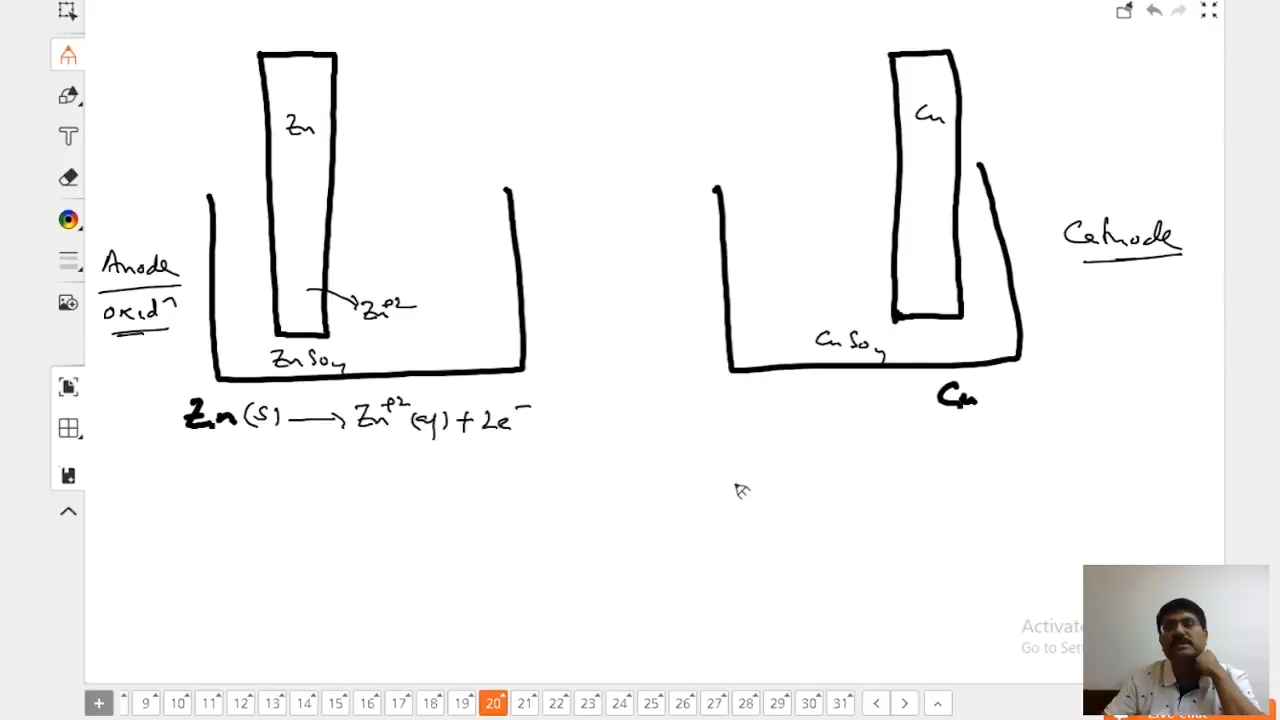 Zn
Cu
Cathode
Anode
oxidⁿ
Zn⁺²
ZnSO₄
CuSO₄
Cu
Zn (s) ⟶ Zn⁺² (aq) + 2e⁻
Activate
Go to Set
+ 9 10 11 12 13 14 15 16 17 18 19 20 21 22 23 24 25 26 27 28 29 30 31 < >
Live Chat